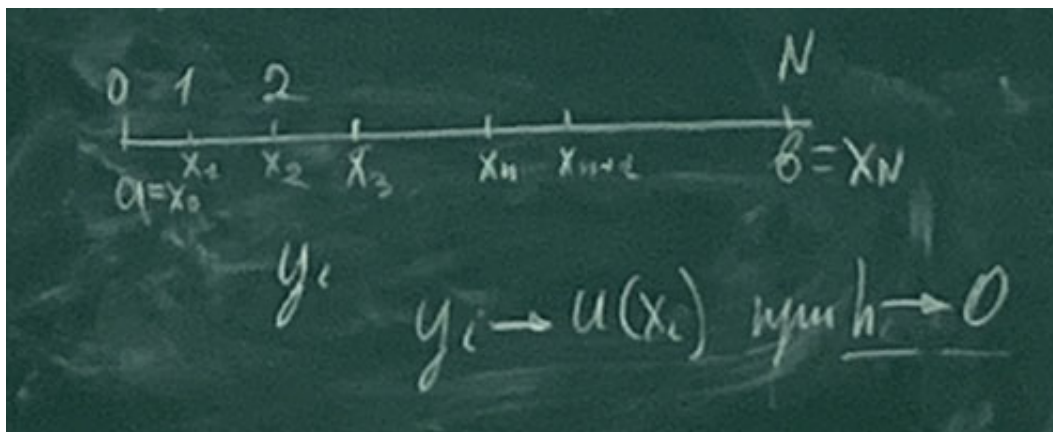 0 1 2 N
x₁ x₂ x₃ xₙ xₙ₊₁ b = x_N
a = x₀
yᵢ
yᵢ → u(xᵢ) при h → 0